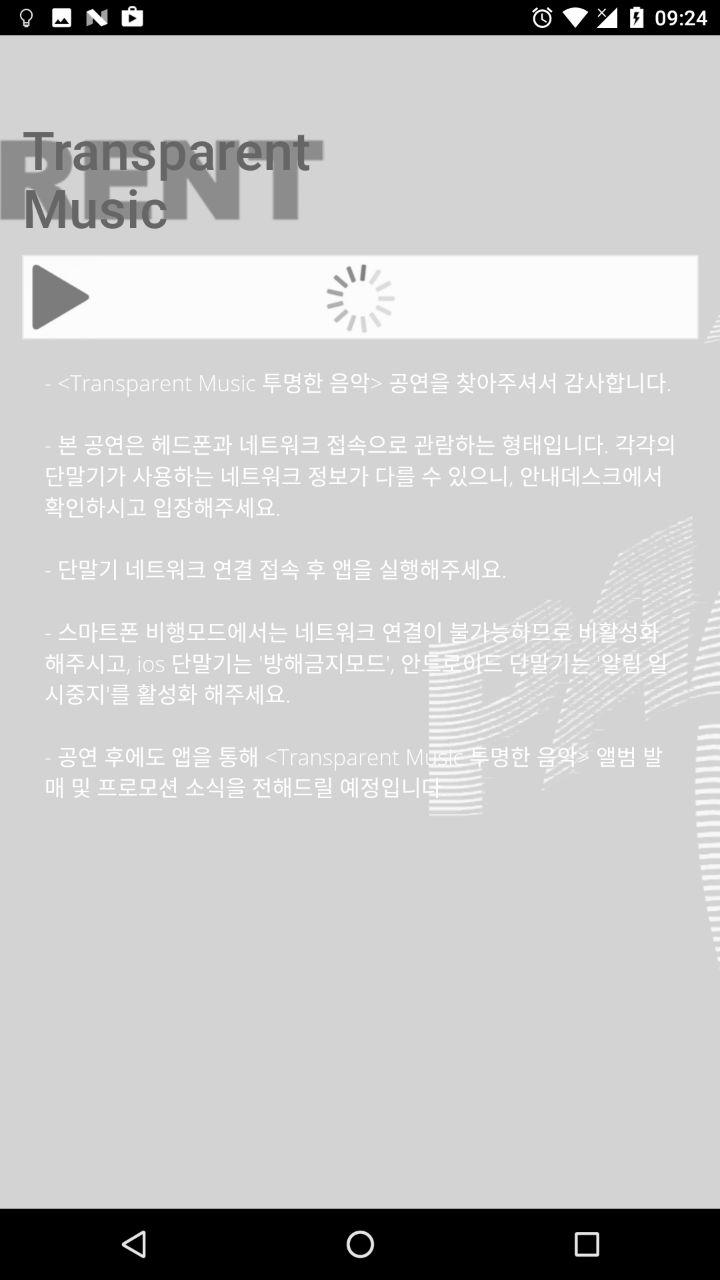 09:24
RENT
Transparent
Music
- <Transparent Music 투명한 음악> 공연을 찾아주셔서 감사합니다.
- 본 공연은 헤드폰과 네트워크 접속으로 관람하는 형태입니다. 각각의
단말기가 사용하는 네트워크 정보가 다를 수 있으니, 안내데스크에서
확인하시고 입장해주세요.
- 단말기 네트워크 연결 접속 후 앱을 실행해주세요.
- 스마트폰 비행모드에서는 네트워크 연결이 불가능하므로 비활성화
해주시고, ios 단말기는 '방해금지모드', 안드로이드 단말기는 '알림 일
시중지'를 활성화 해주세요.
- 공연 후에도 앱을 통해 <Transparent Music 투명한 음악> 앨범 발
매 및 프로모션 소식을 전해드릴 예정입니다